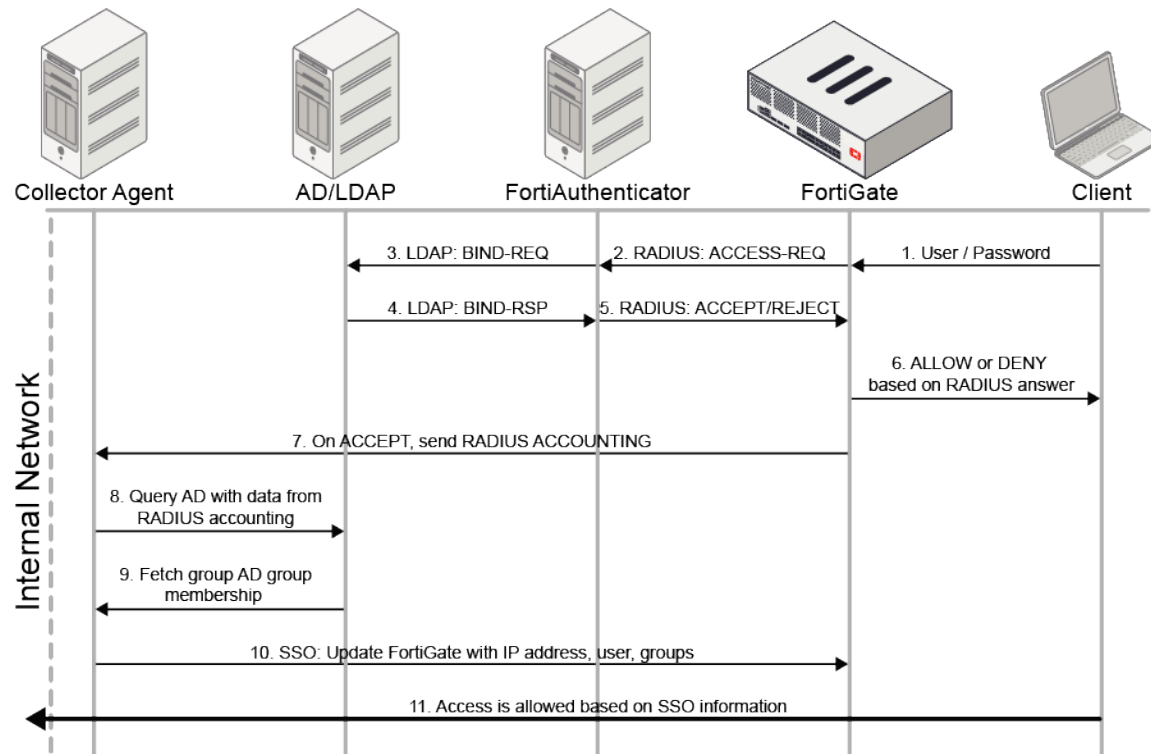 Collector Agent
AD/LDAP
FortiAuthenticator
FortiGate
Client
3. LDAP: BIND-REQ
2. RADIUS: ACCESS-REQ
1. User / Password
4. LDAP: BIND-RSP
5. RADIUS: ACCEPT/REJECT
6. ALLOW or DENY
based on RADIUS answer
7. On ACCEPT, send RADIUS ACCOUNTING
8. Query AD with data from
RADIUS accounting
9. Fetch group AD group
membership
10. SSO: Update FortiGate with IP address, user, groups
11. Access is allowed based on SSO information
Internal Network